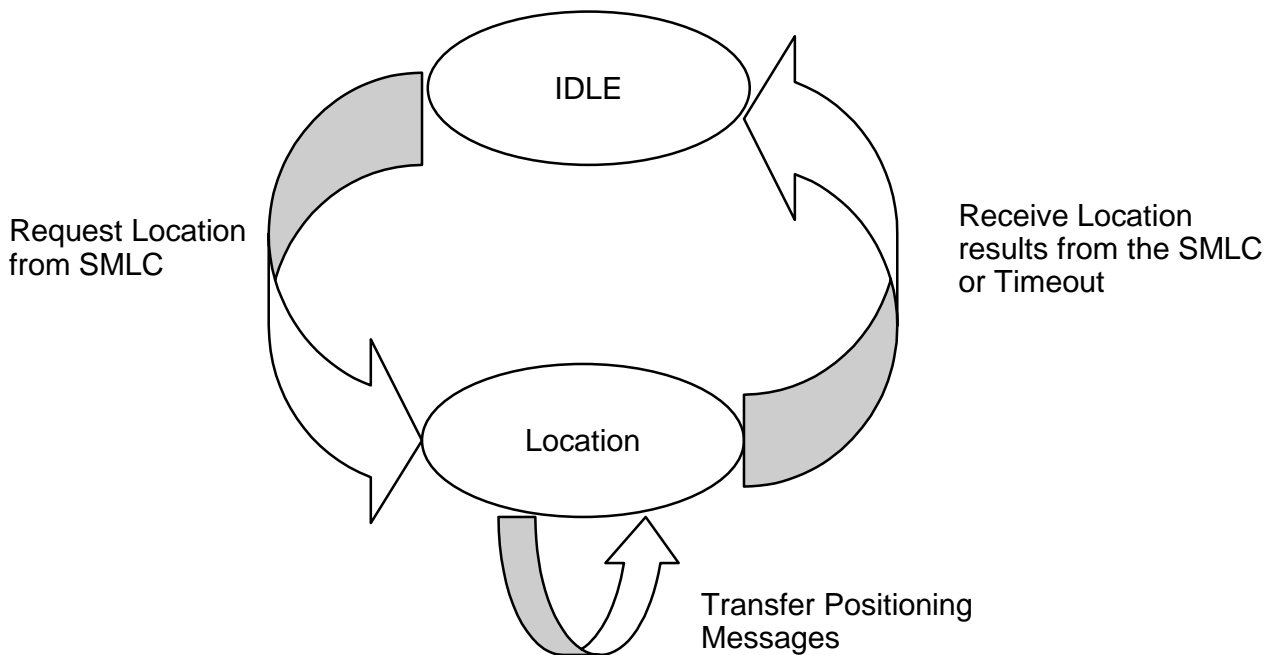 IDLE
Request Location
from SMLC
Receive Location
results from the SMLC
or Timeout
Location
Transfer Positioning
Messages